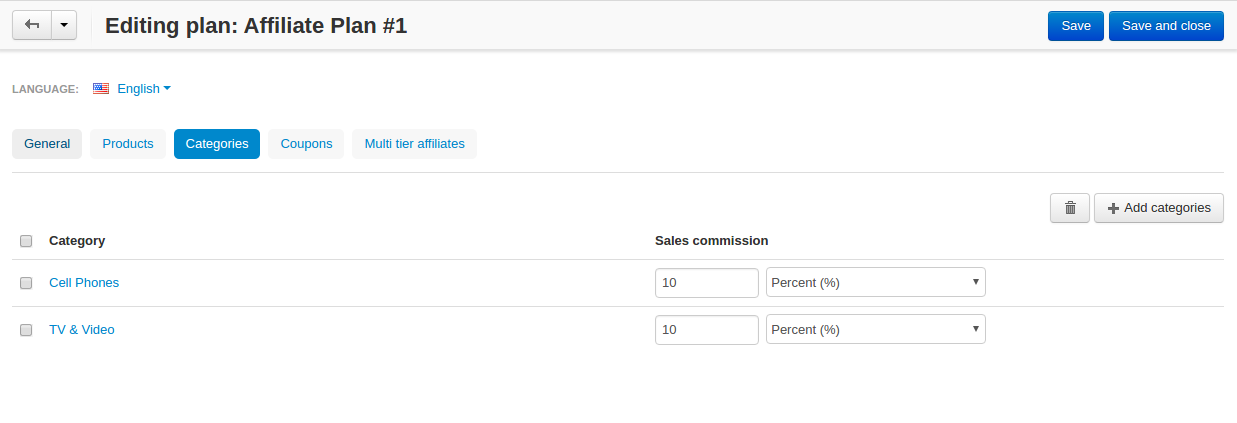 Editing plan: Affiliate Plan #1
Save
Save and close
LANGUAGE: English
General
Products
Categories
Coupons
Multi tier affiliates
Add categories
Category Sales commission
Cell Phones 10 Percent (%)
TV & Video 10 Percent (%)